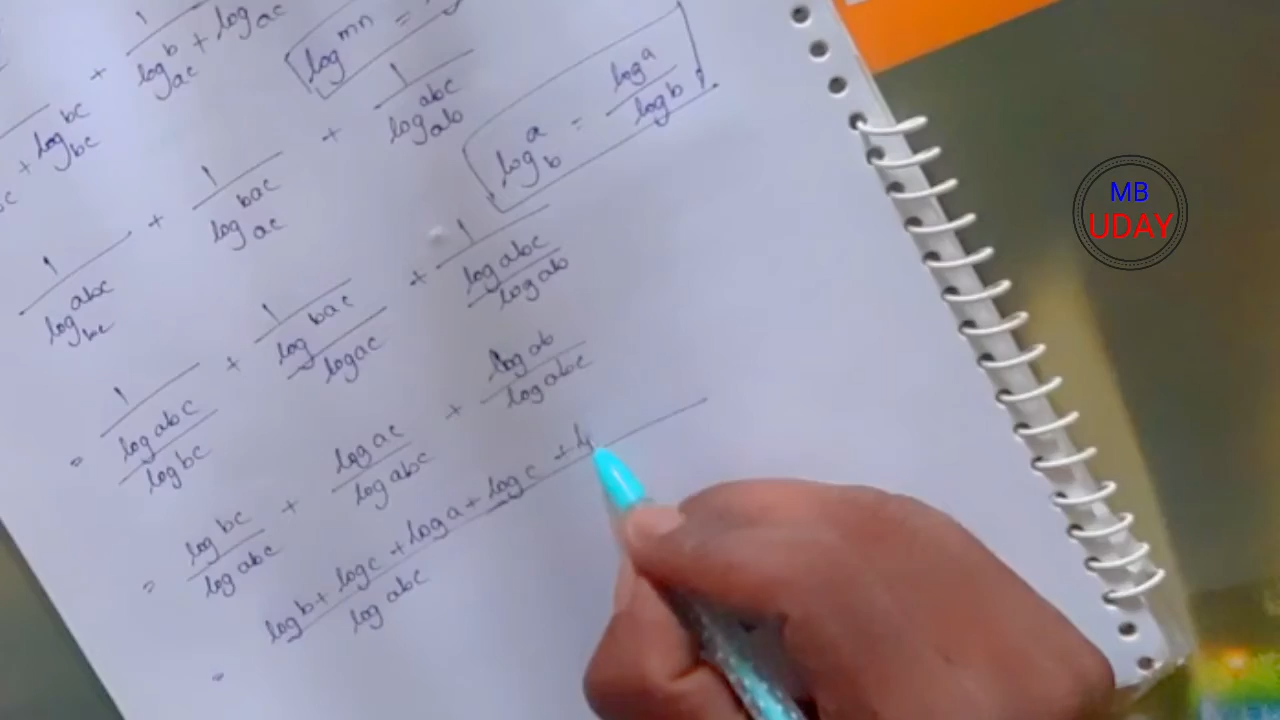 + 1/(log_ac^b + log_ac
log^mn =
+ log_bc^bc
1/(log_bc^abc) + 1/(log_ac^bac) + 1/(log_ab^abc)
log_b^a = log a/log b
= 1/(log abc/log bc) + 1/(log bac/log ac) + 1/(log abc/log ab)
= log bc/log abc + log ac/log abc + log ab/log abc
= (log b + log c + log a + log c + l)/log abc
MB
UDAY